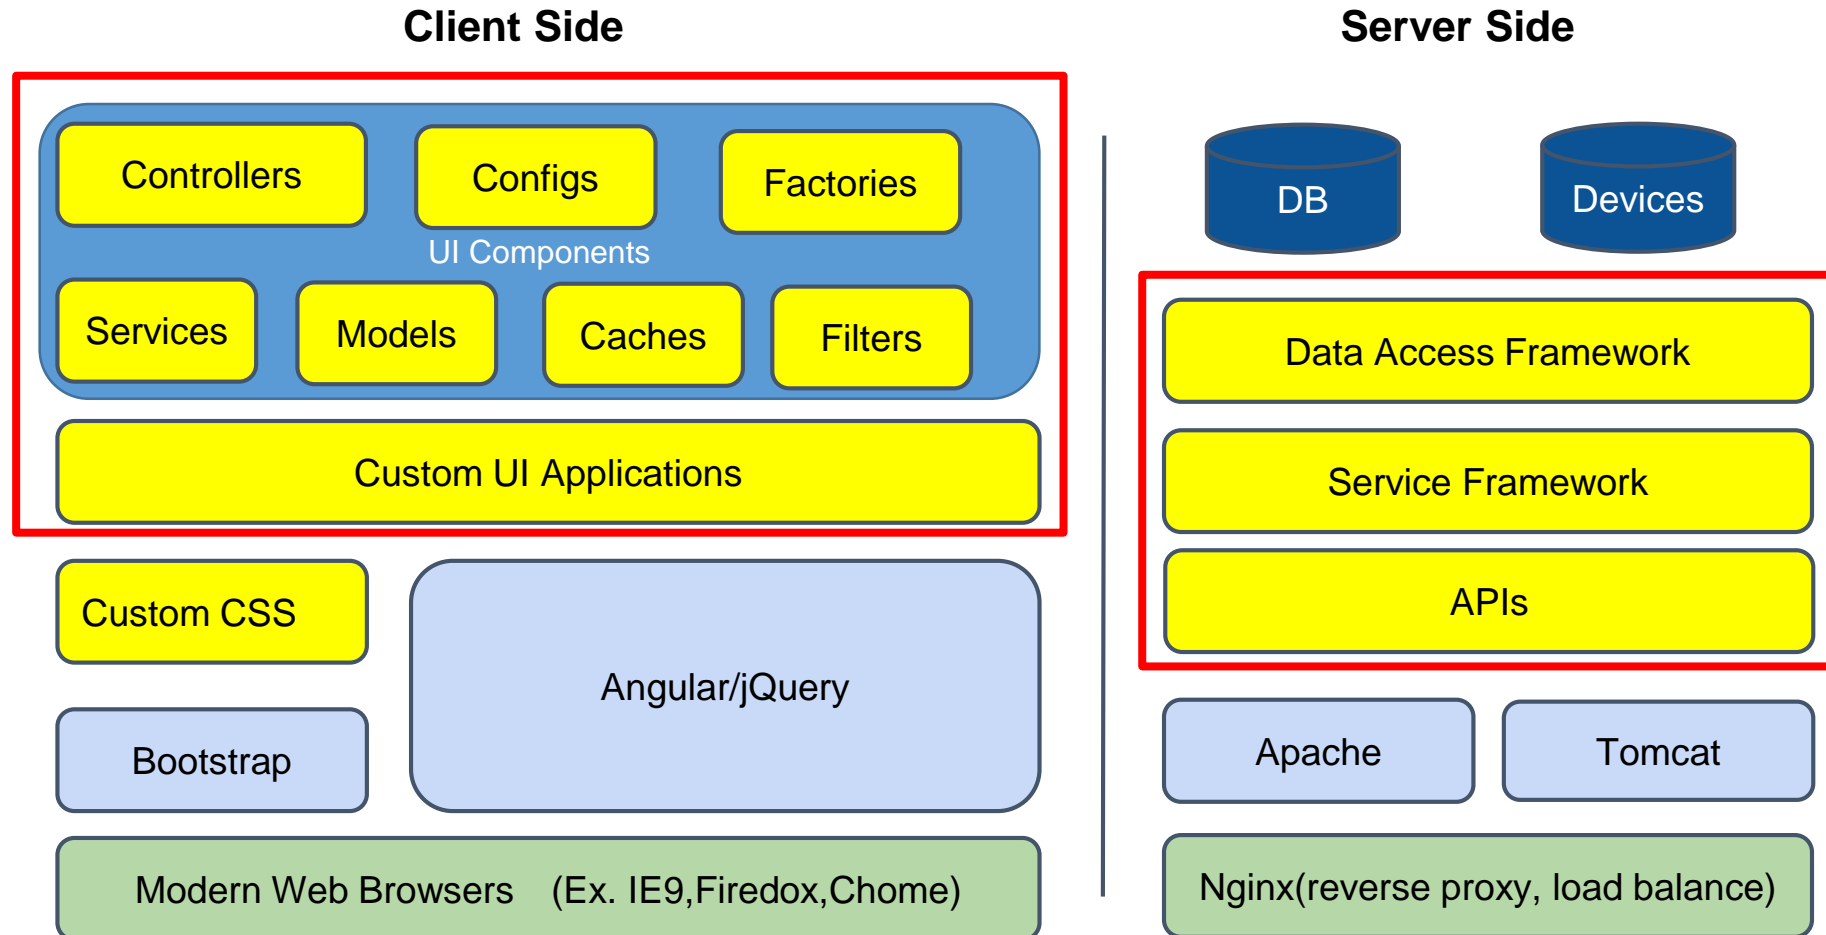 Client Side
Server Side
Controllers
Configs
Factories
UI Components
Services
Models
Caches
Filters
Custom UI Applications
Custom CSS
Angular/jQuery
Bootstrap
Modern Web Browsers (Ex. IE9,Firedox,Chome)
DB
Devices
Data Access Framework
Service Framework
APIs
Apache
Tomcat
Nginx(reverse proxy, load balance)